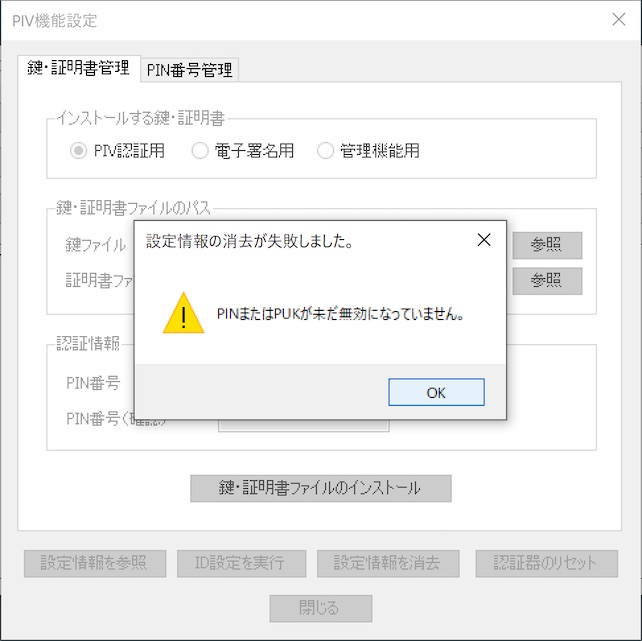 PIV機能設定
鍵・証明書管理
PIN番号管理
インストールする鍵・証明書
PIV認証用
電子署名用
管理機能用
鍵・証明書ファイルのパス
鍵ファイル
参照
証明書ファ
参照
設定情報の消去が失敗しました。
PINまたはPUKが未だ無効になっていません。
OK
認証情報
PIN番号
PIN番号(確認)
鍵・証明書ファイルのインストール
設定情報を参照
ID設定を実行
設定情報を消去
認証器のリセット
閉じる